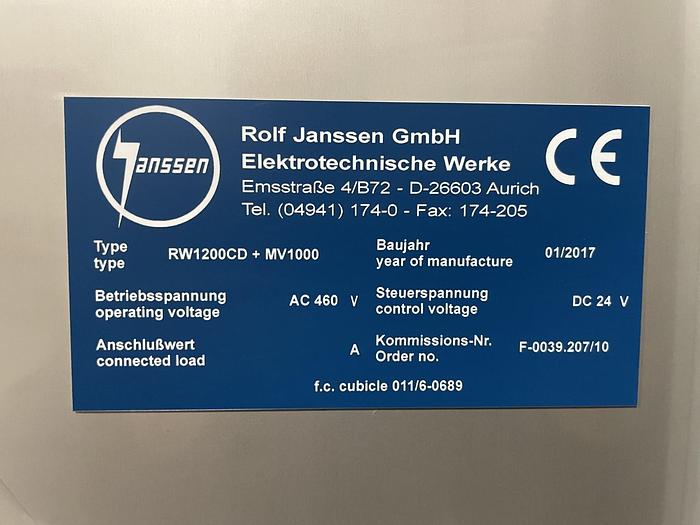 Janssen
Rolf Janssen GmbH
Elektrotechnische Werke
Emsstraße 4/B72 - D-26603 Aurich
Tel. (04941) 174-0 - Fax: 174-205
CE
Type
type
RW1200CD + MV1000
Baujahr
year of manufacture
01/2017
Betriebsspannung
operating voltage
AC 460 V
Steuerspannung
control voltage
DC 24 V
Anschlußwert
connected load
A
Kommissions-Nr.
Order no.
F-0039.207/10
f.c. cubicle 011/6-0689